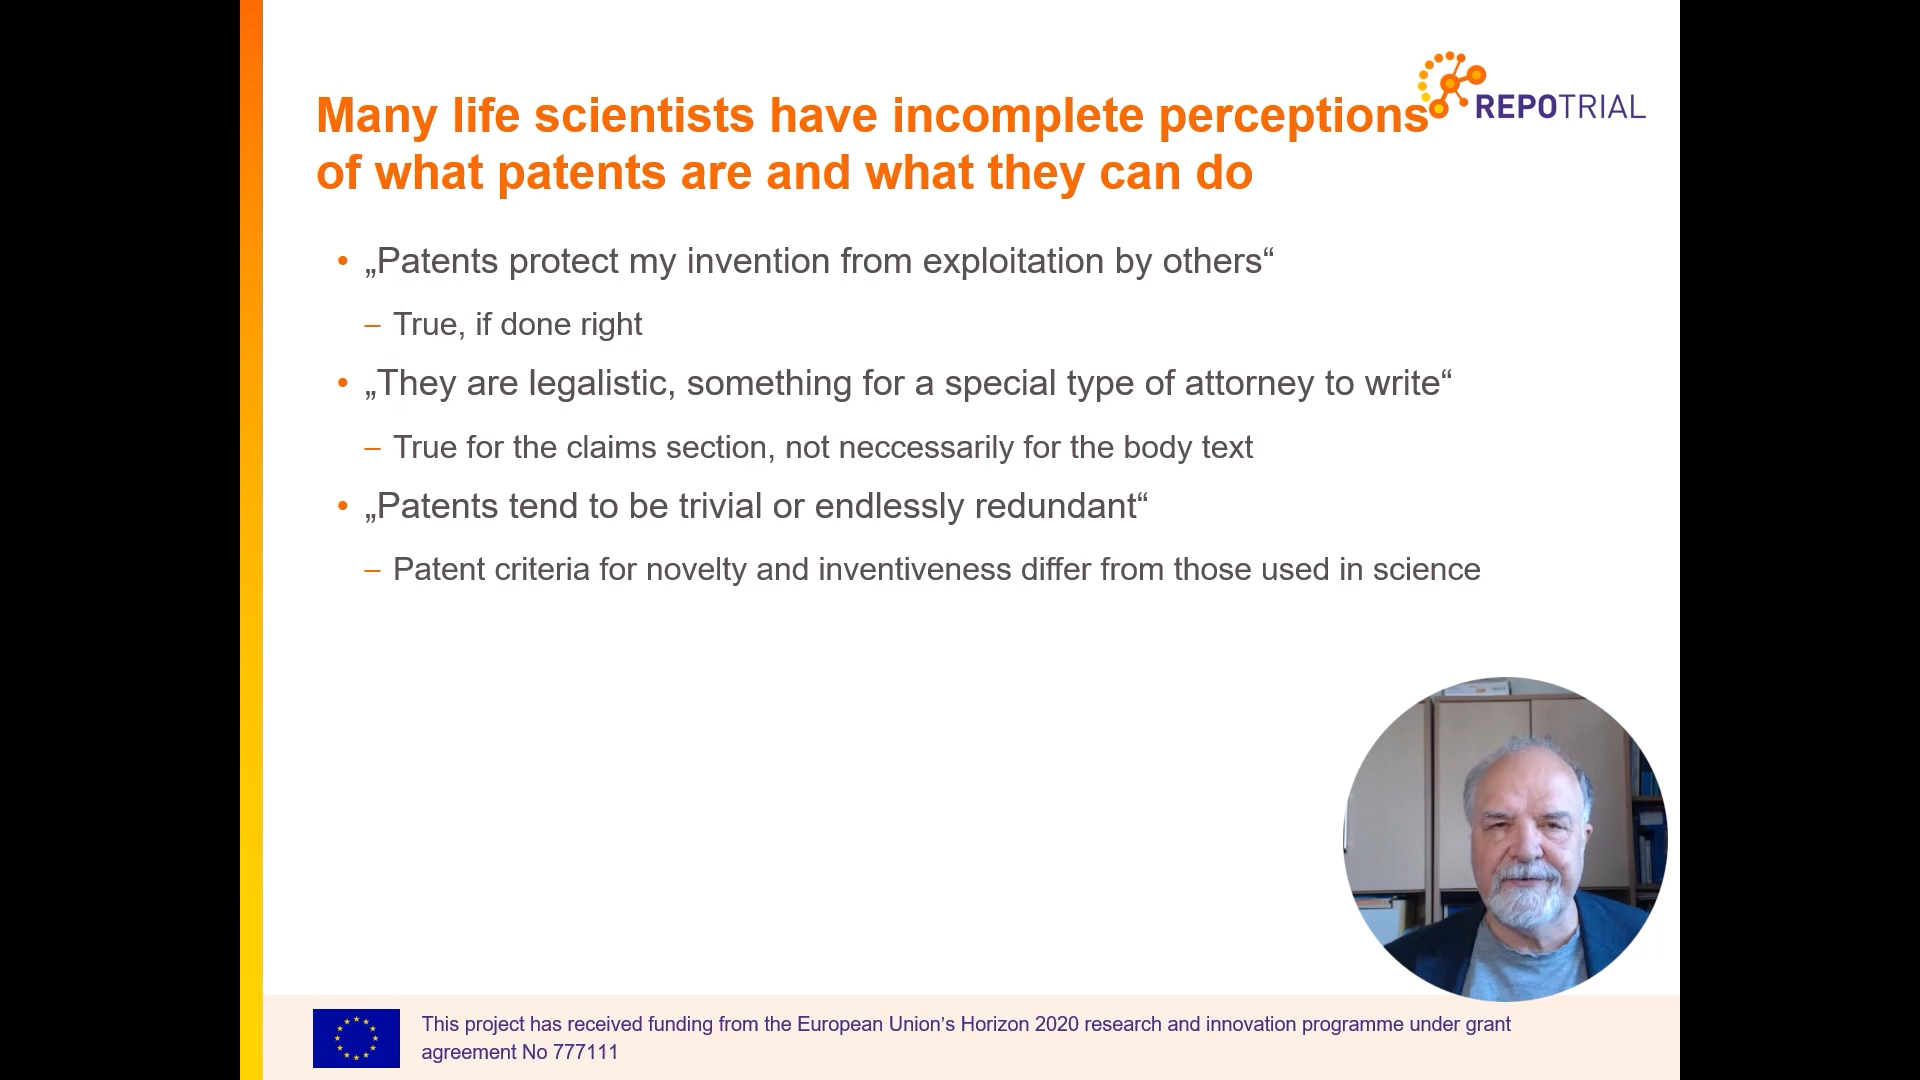 REPOTRIAL
Many life scientists have incomplete perceptions
of what patents are and what they can do
• „Patents protect my invention from exploitation by others“
– True, if done right
• „They are legalistic, something for a special type of attorney to write“
– True for the claims section, not neccessarily for the body text
• „Patents tend to be trivial or endlessly redundant“
– Patent criteria for novelty and inventiveness differ from those used in science
This project has received funding from the European Union’s Horizon 2020 research and innovation programme under grant
agreement No 777111